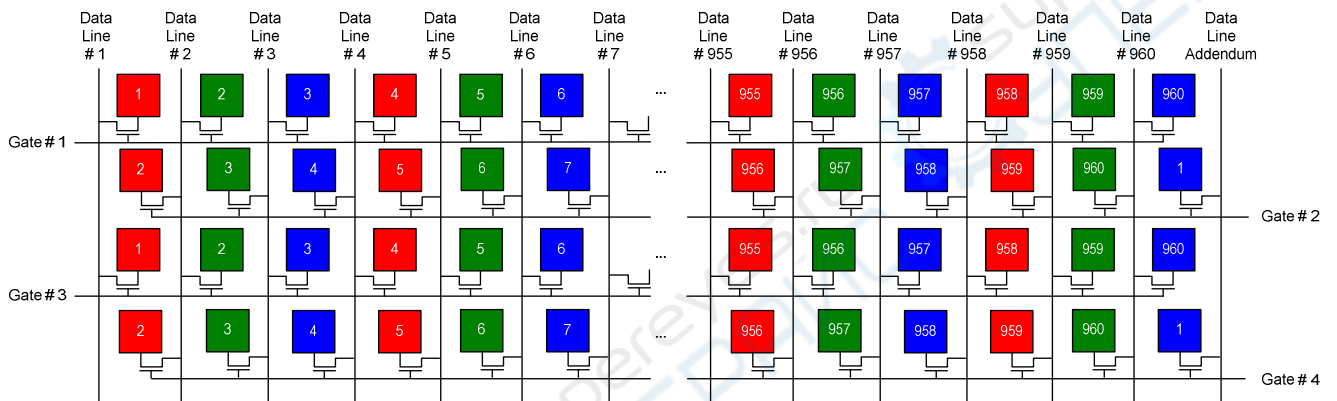 Data Line # 1 Data Line # 2 Data Line # 3 Data Line # 4 Data Line # 5 Data Line # 6 Data Line # 7 Data Line # 955 Data Line # 956 Data Line # 957 Data Line # 958 Data Line # 959 Data Line # 960 Data Line Addendum
1 2 3 4 5 6 ... 955 956 957 958 959 960
Gate # 1
2 3 4 5 6 7 ... 956 957 958 959 960 1
Gate # 2
1 2 3 4 5 6 ... 955 956 957 958 959 960
Gate # 3
2 3 4 5 6 7 ... 956 957 958 959 960 1
Gate # 4